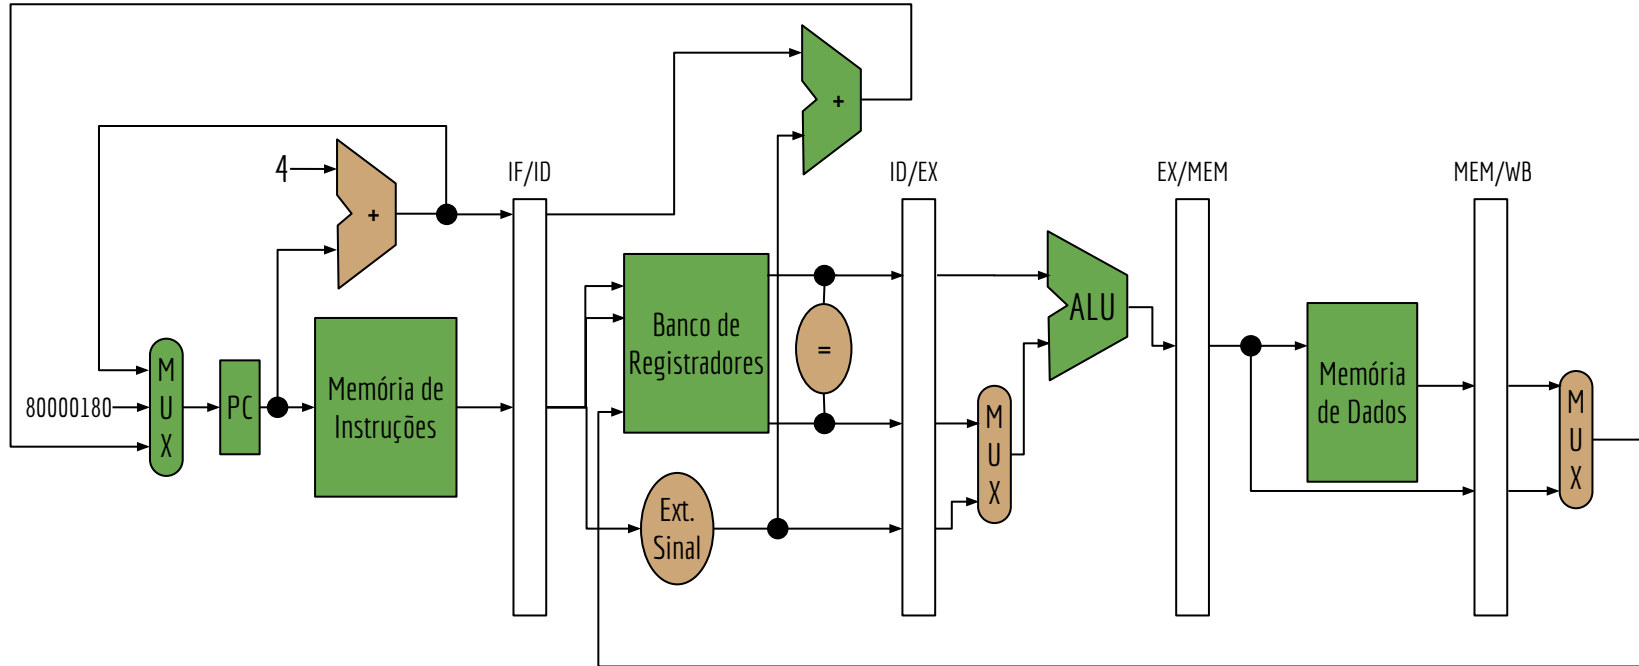 +
4
IF/ID
ID/EX
EX/MEM
MEM/WB
+
Banco de
Registradores
=
ALU
M
U
X
80000180
PC
Memória de
Instruções
Memória
de Dados
M
U
X
M
U
X
Ext.
Sinal